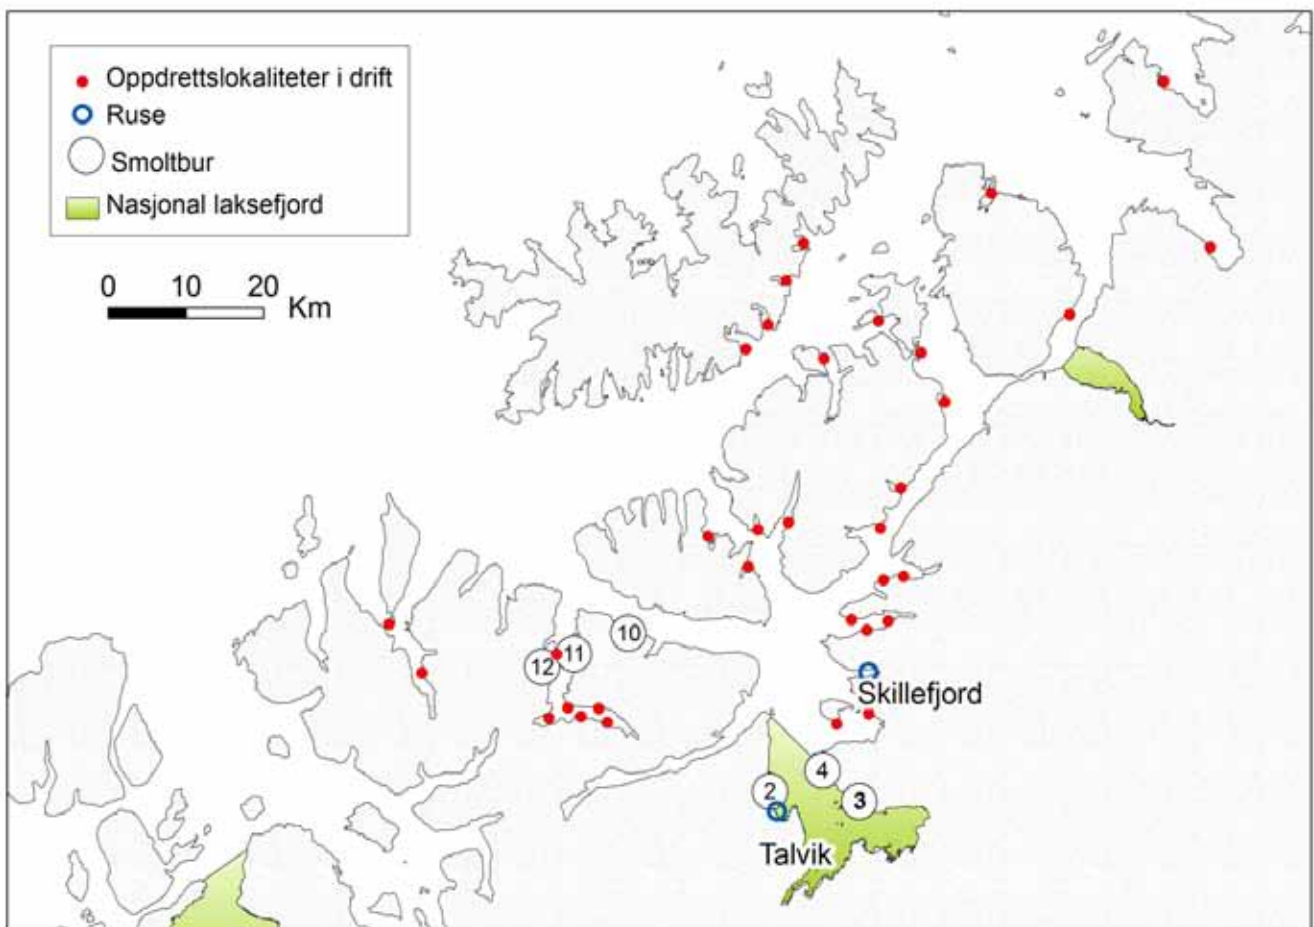 Oppdrettslokaliteter i drift
Ruse
Smoltbur
Nasjonal laksefjord
0 10 20 Km
10
11
12
Skillefjord
4
2
3
Talvik